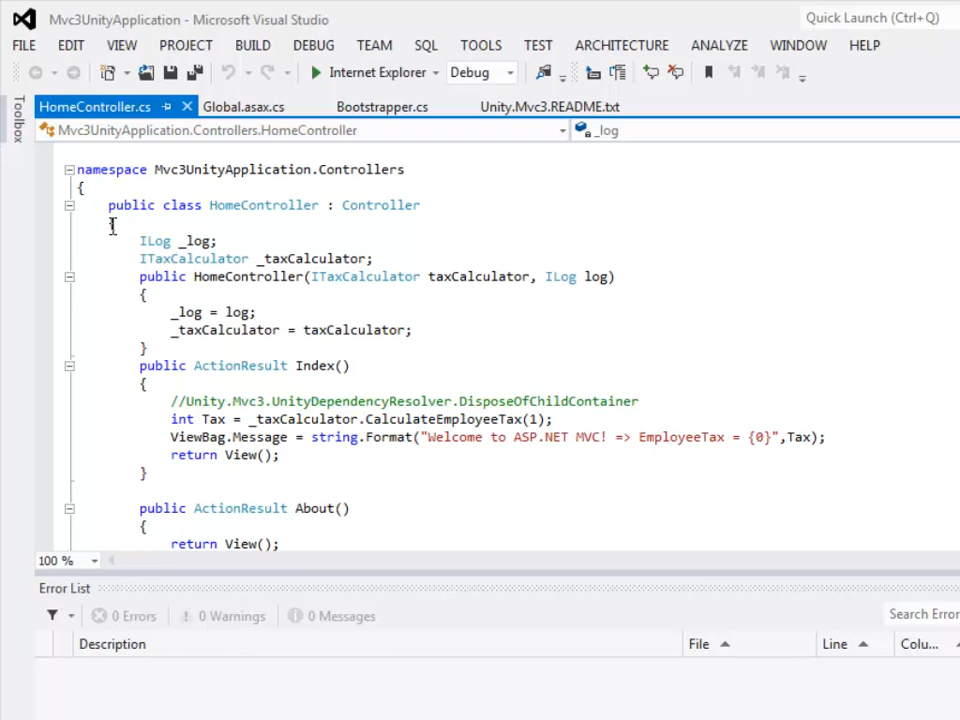 Mvc3UnityApplication - Microsoft Visual Studio
Quick Launch (Ctrl+Q)
FILE EDIT VIEW PROJECT BUILD DEBUG TEAM SQL TOOLS TEST ARCHITECTURE ANALYZE WINDOW HELP
Internet Explorer Debug
Toolbox
HomeController.cs Global.asax.cs Bootstrapper.cs Unity.Mvc3.README.txt
Mvc3UnityApplication.Controllers.HomeController _log
namespace Mvc3UnityApplication.Controllers
{
public class HomeController : Controller
{
ILog _log;
ITaxCalculator _taxCalculator;
public HomeController(ITaxCalculator taxCalculator, ILog log)
{
_log = log;
_taxCalculator = taxCalculator;
}
public ActionResult Index()
{
//Unity.Mvc3.UnityDependencyResolver.DisposeOfChildContainer
int Tax = _taxCalculator.CalculateEmployeeTax(1);
ViewBag.Message = string.Format("Welcome to ASP.NET MVC! => EmployeeTax = {0}",Tax);
return View();
}
public ActionResult About()
{
return View();
100 %
Error List
0 Errors 0 Warnings 0 Messages Search Error
Description File Line Colu...